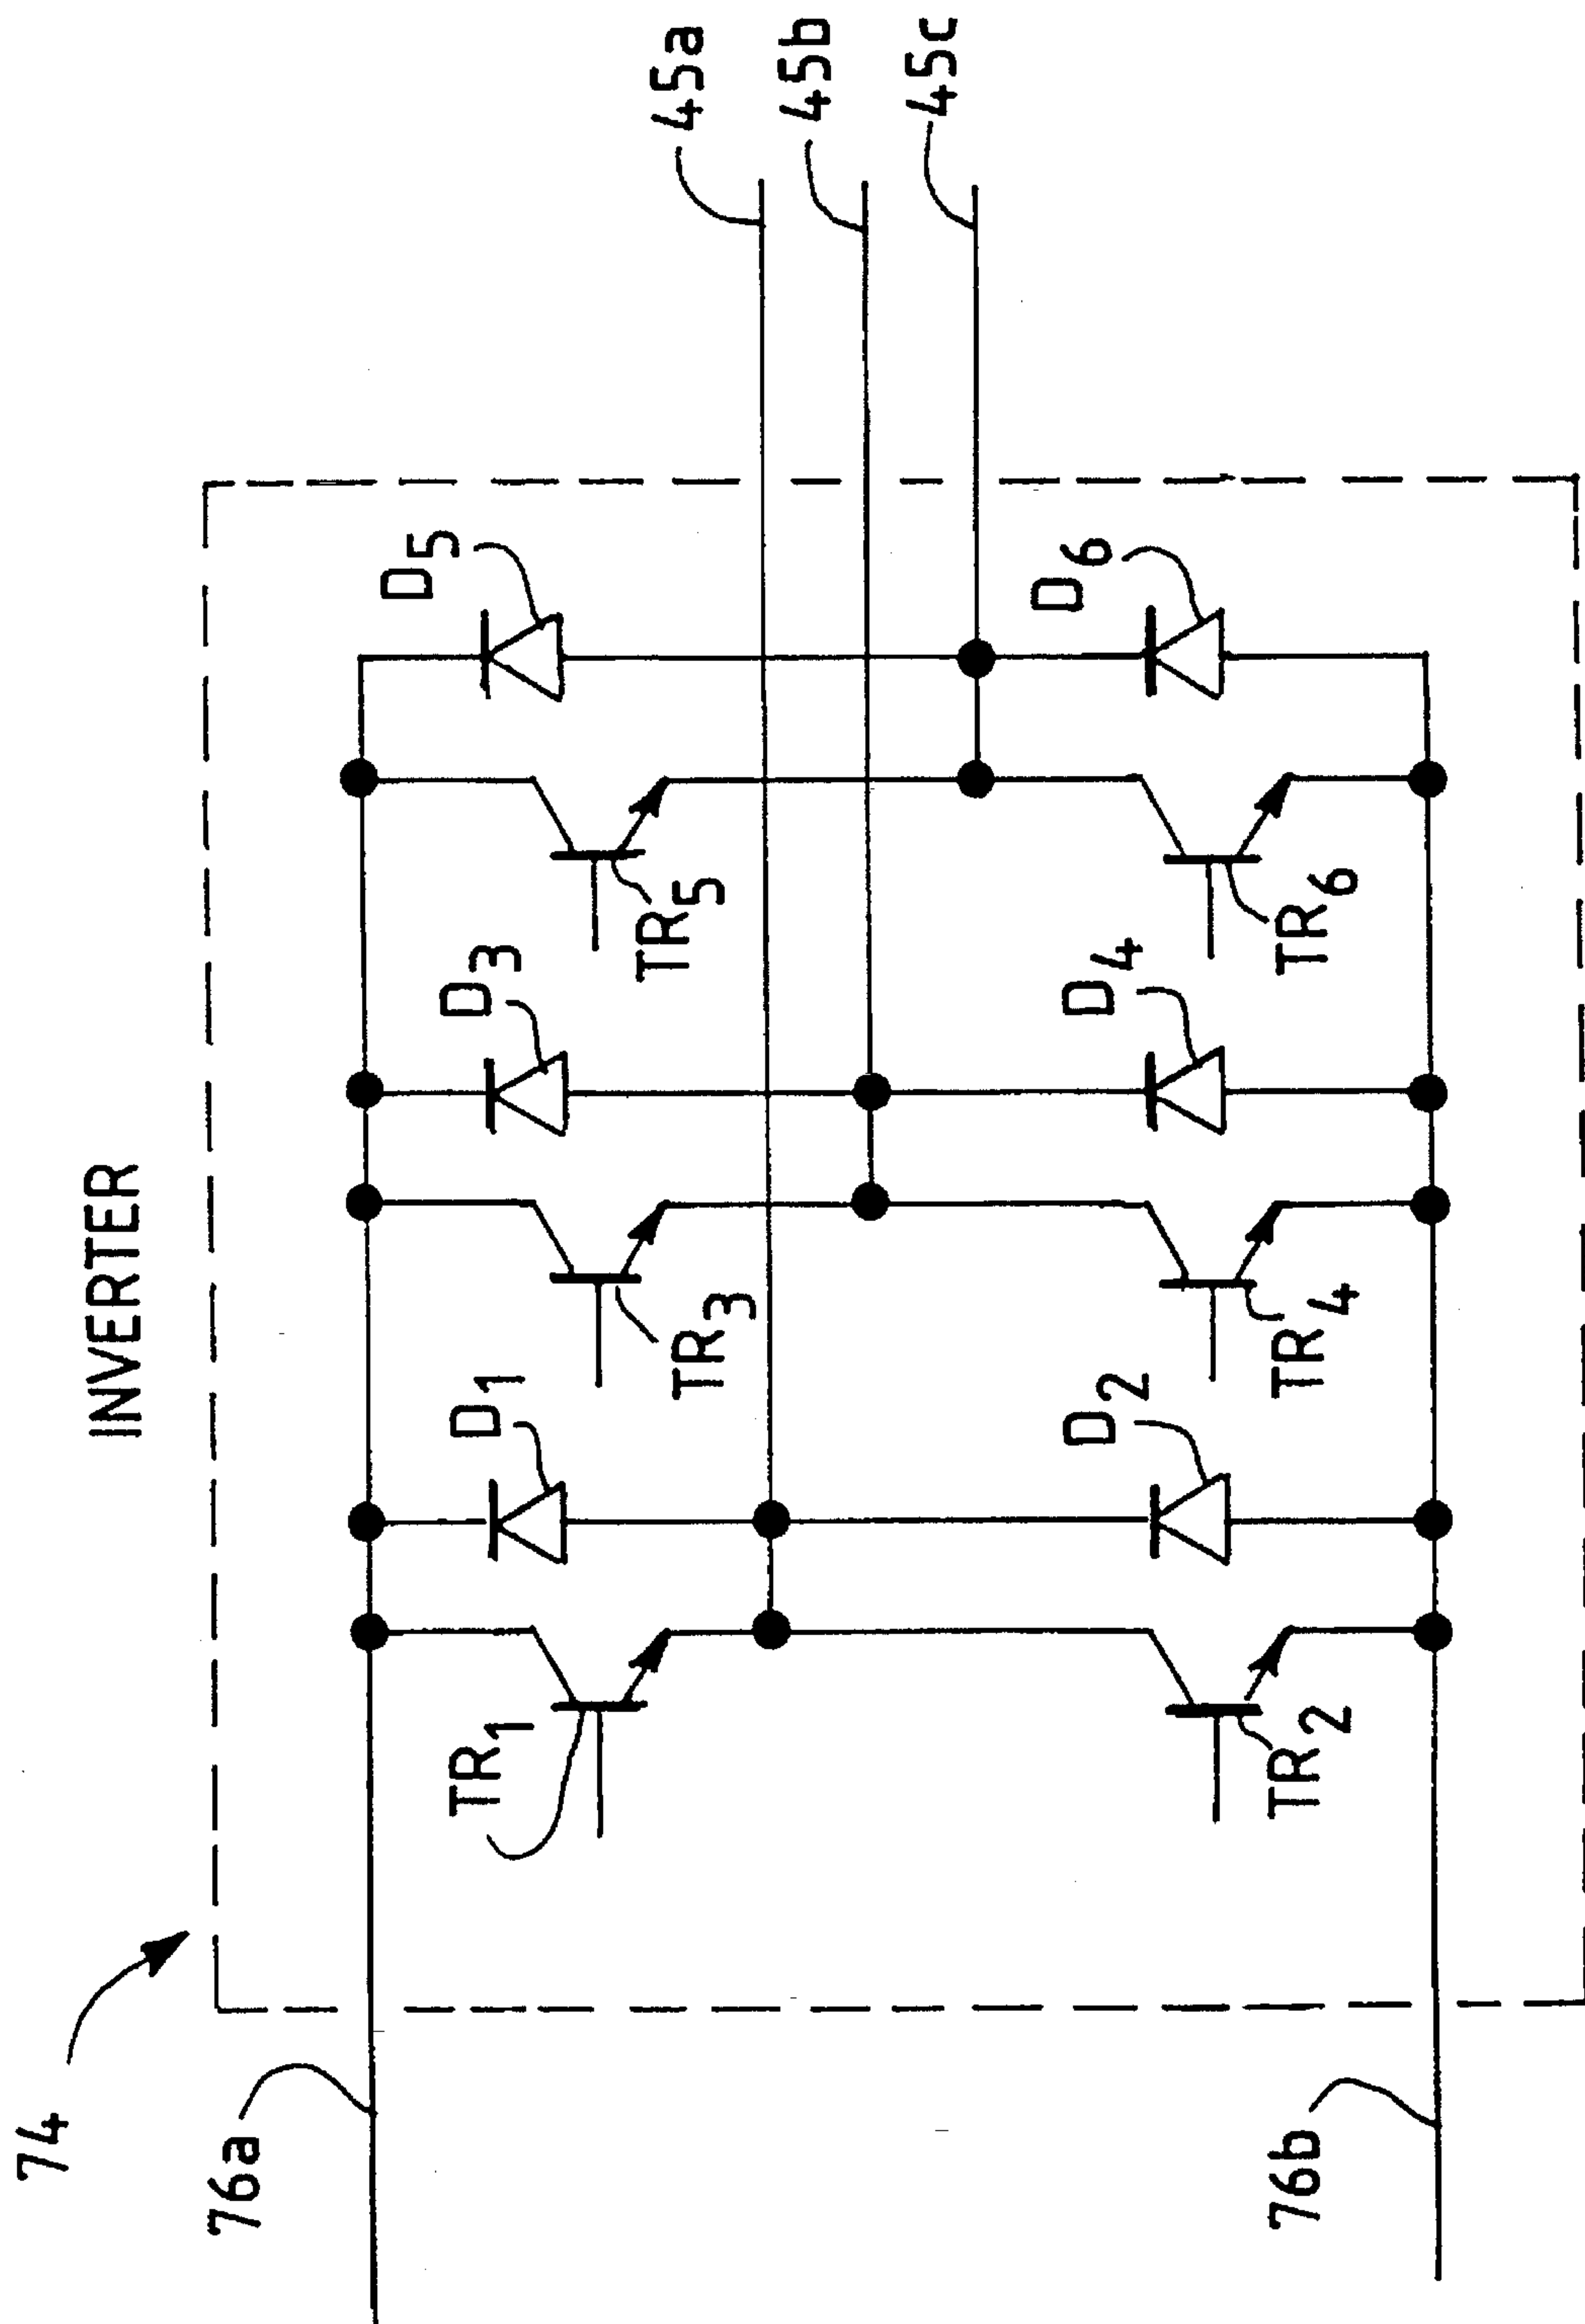 INVERTER
74
76a
76b
TR1
D1
TR3
D3
TR5
D5
TR2
D2
TR4
D4
TR6
D6
45a
45b
45c